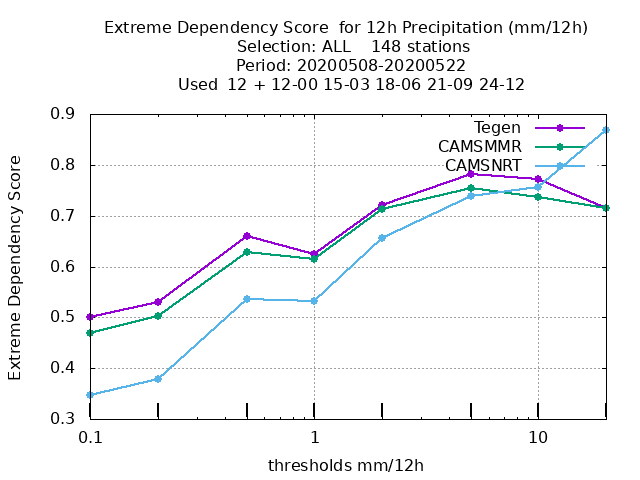 Extreme Dependency Score  for 12h Precipitation (mm/12h)
Selection: ALL    148 stations
Period: 20200508-20200522
Used  12 + 12-00 15-03 18-06 21-09 24-12
Tegen
CAMSMMR
CAMSNRT
Extreme Dependency Score
0.9
0.8
0.7
0.6
0.5
0.4
0.3
0.1
1
10
thresholds mm/12h